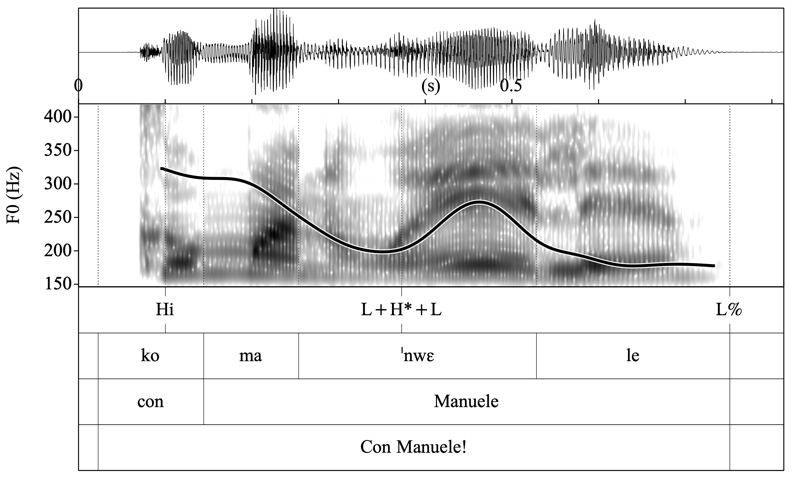 0 (s) 0.5
400
350
300
250
200
150
F0 (Hz)
Hi L+H*+L L%
ko ma ˈnwɛ le
con Manuele
Con Manuele!